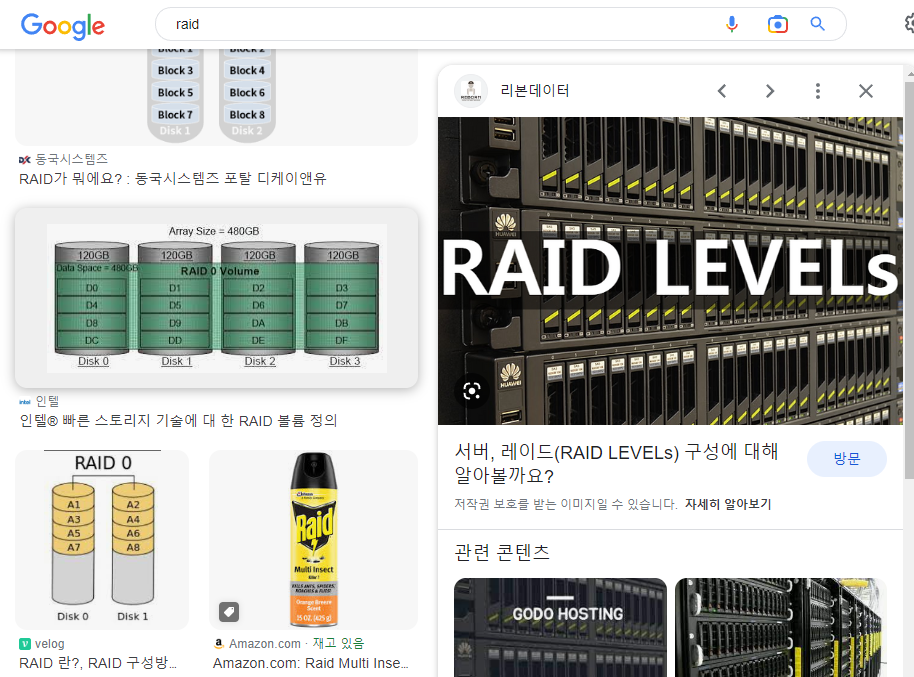 Google
raid
Block 1 Block 2
Block 3 Block 4
Block 5 Block 6
Block 7 Block 8
Disk 1 Disk 2
동국시스템즈
RAID가 뭐에요? : 동국시스템즈 포탈 디케이앤유
Array Size = 480GB
120GB 120GB 120GB 120GB
Data Space = 480GB RAID 0 Volume
D0 D1 D2 D3
D4 D5 D6 D7
D8 D9 DA DB
DC DD DE DF
Disk 0 Disk 1 Disk 2 Disk 3
intel 인텔
인텔® 빠른 스토리지 기술에 대 한 RAID 볼륨 정의
RAID 0
A1 A2
A3 A4
A5 A6
A7 A8
Disk 0 Disk 1
velog
RAID 란?, RAID 구성방...
Raid
Multi Insect
Killer
KILLS ANTS, SPIDERS,
ROACHES & FLIES!
Orange Breeze
Scent
15 OZ. (425 g)
Amazon.com · 재고 있음
Amazon.com: Raid Multi Inse...
리본데이터
HUAWEI
RAID LEVELs
HUAWEI
서버, 레이드(RAID LEVELs) 구성에 대해
알아볼까요?
방문
저작권 보호를 받는 이미지일 수 있습니다. 자세히 알아보기
관련 콘텐츠
GODO HOSTING